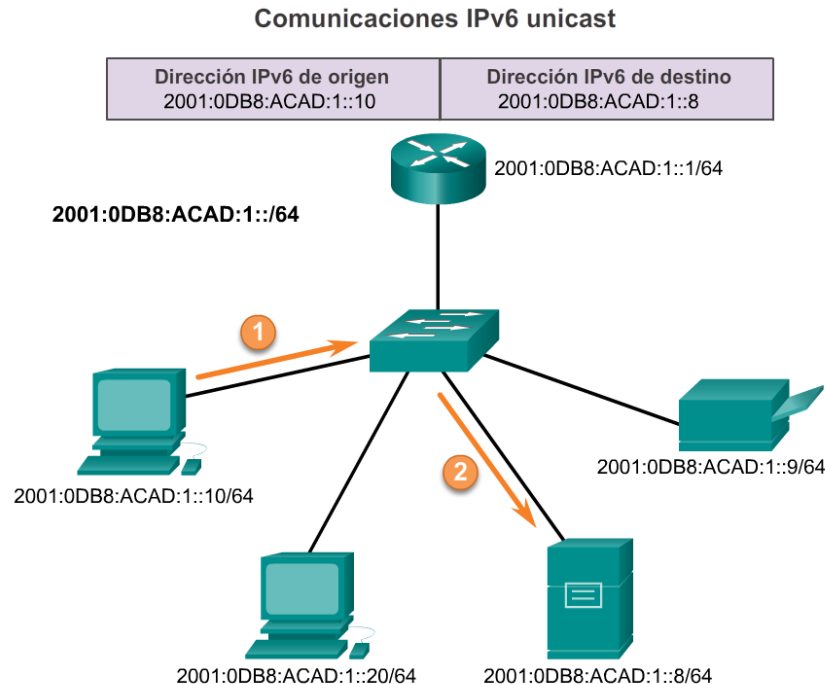 Comunicaciones IPv6 unicast
Dirección IPv6 de origen
2001:0DB8:ACAD:1::10
Dirección IPv6 de destino
2001:0DB8:ACAD:1::8
2001:0DB8:ACAD:1::1/64
2001:0DB8:ACAD:1::/64
1
2
2001:0DB8:ACAD:1::9/64
2001:0DB8:ACAD:1::10/64
2001:0DB8:ACAD:1::20/64
2001:0DB8:ACAD:1::8/64